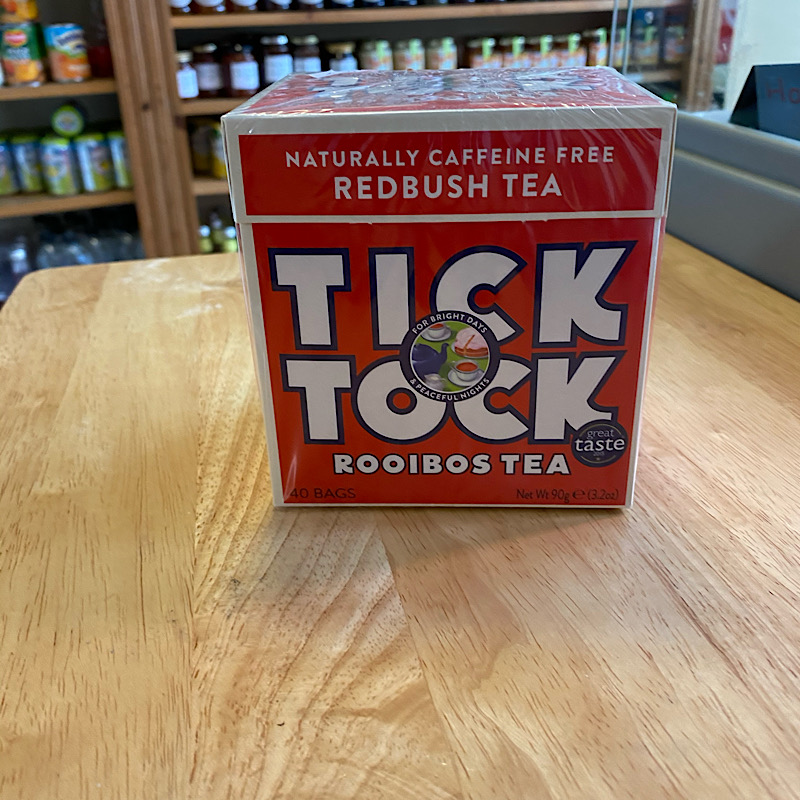 NATURALLY CAFFEINE FREE
REDBUSH TEA
TICK
FOR BRIGHT DAYS
& PEACEFUL NIGHTS
TOCK
great
taste
ROOIBOS TEA
40 BAGS
Net Wt 90g ℮ (3.2oz)